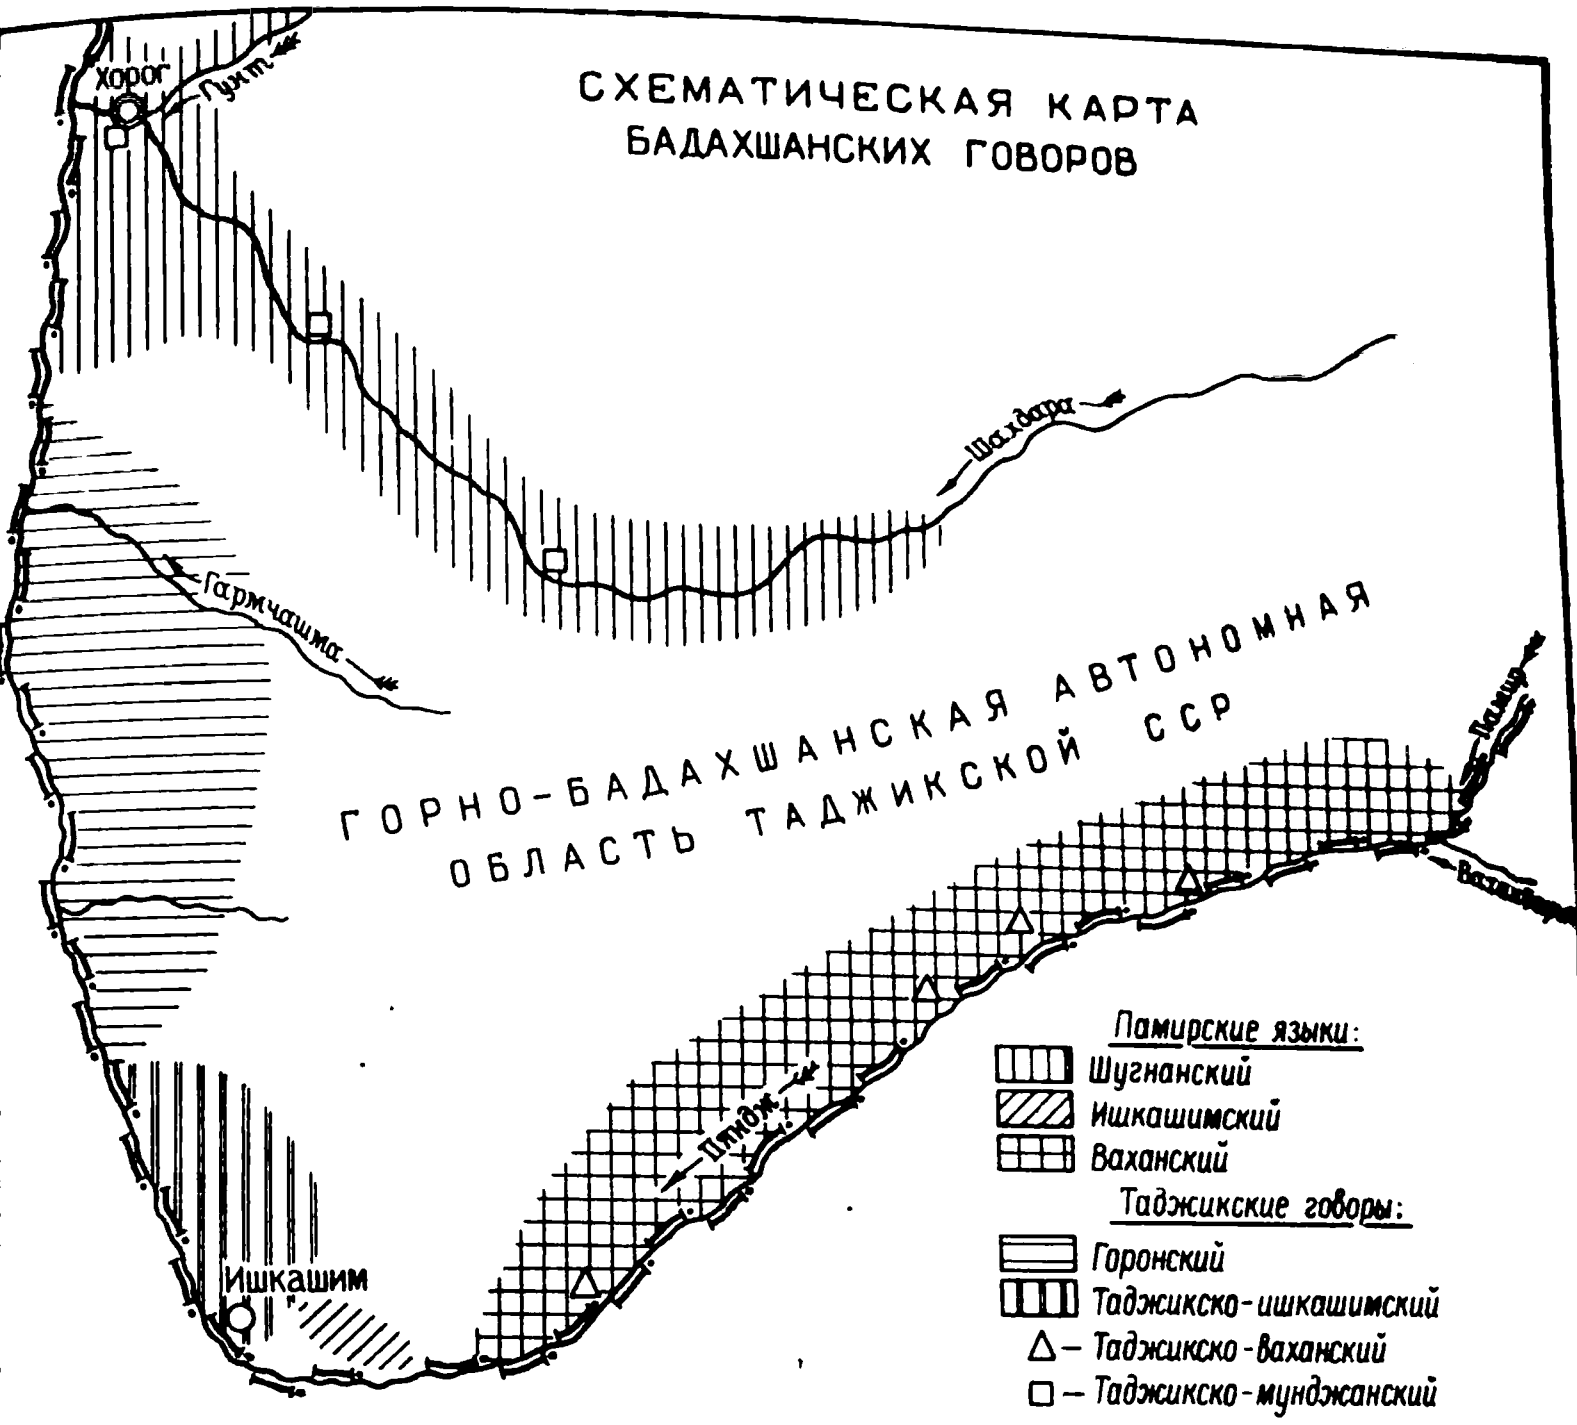 СХЕМАТИЧЕСКАЯ КАРТА
БАДАХШАНСКИХ ГОВОРОВ
Хорог
Гунт
Шахдара
Гармчашма
ГОРНО-БАДАХШАНСКАЯ АВТОНОМНАЯ
ОБЛАСТЬ ТАДЖИКСКОЙ ССР
Памир
Пяндж
Ишкашим
Памирские языки:
Шугнанский
Ишкашимский
Ваханский
Таджикские говоры:
Горонский
Таджикско-ишкашимский
Таджикско-ваханский
Таджикско-мунджанский